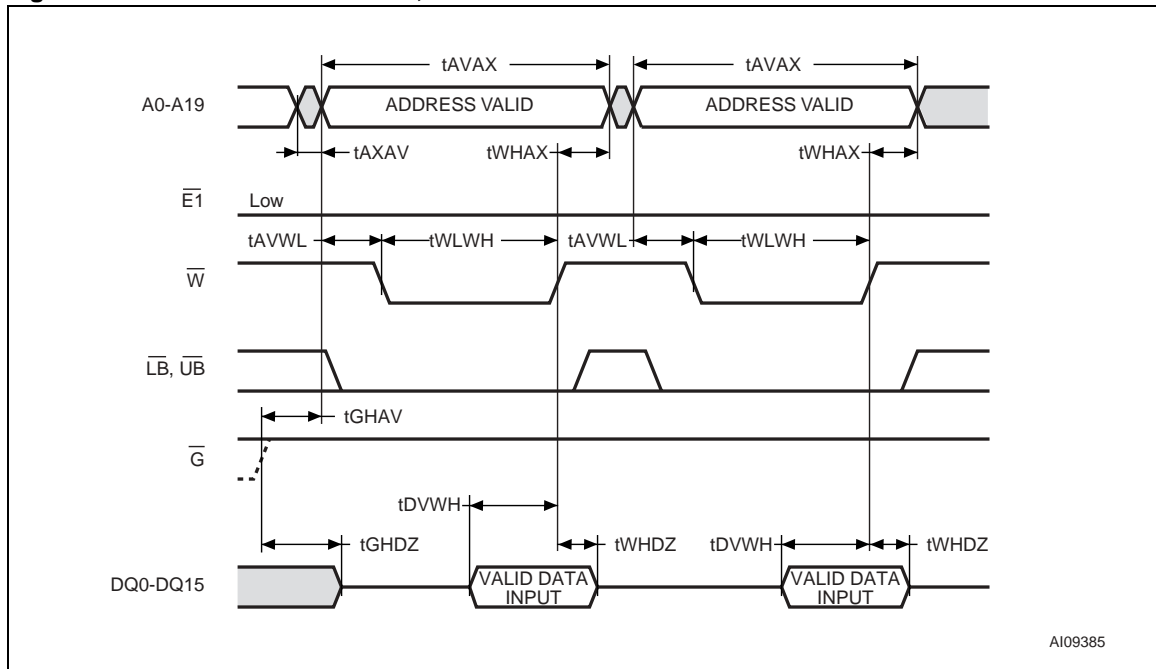 tAVAX tAVAX
A0-A19 ADDRESS VALID ADDRESS VALID
tAXAV tWHAX tWHAX
E1 Low
tAVWL tWLWH tAVWL tWLWH
W
LB, UB
tGHAV
G
tDVWH
tGHDZ tWHDZ tDVWH tWHDZ
DQ0-DQ15 VALID DATA INPUT VALID DATA INPUT
AI09385